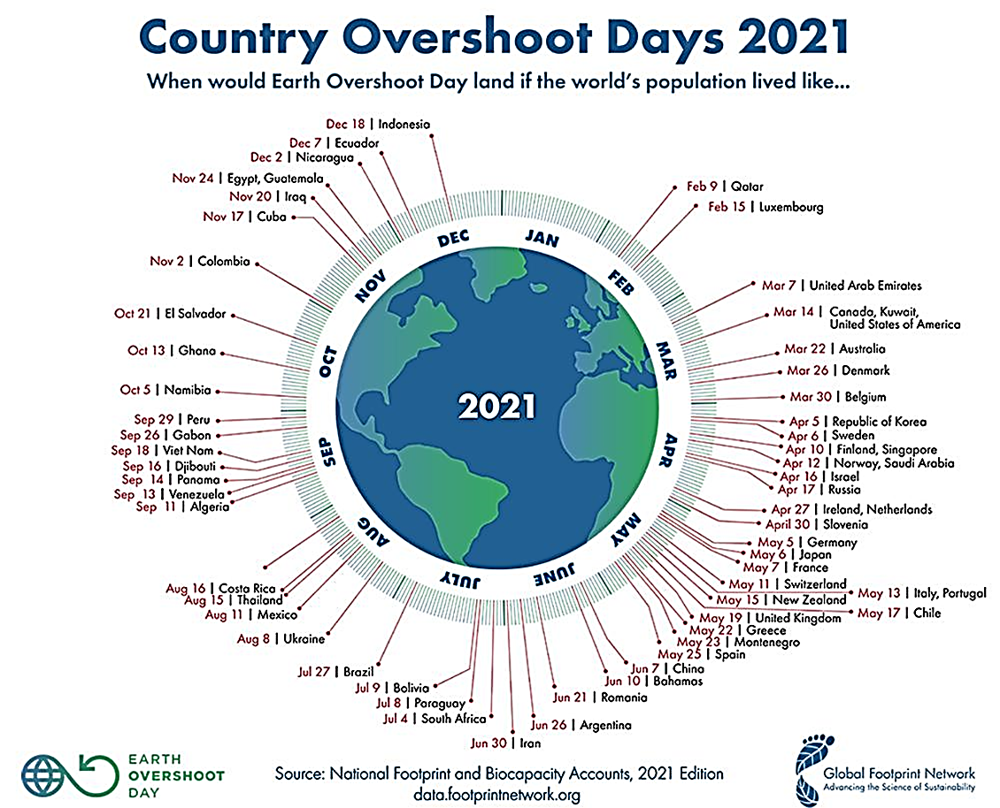 Country Overshoot Days 2021
When would Earth Overshoot Day land if the world's population lived like...
Dec 18 | Indonesia
Dec 7 | Ecuador
Dec 2 | Nicaragua
Nov 24 | Egypt, Guatemala
Nov 20 | Iraq
Nov 17 | Cuba
Nov 2 | Colombia
Oct 21 | El Salvador
Oct 13 | Ghana
Oct 5 | Namibia
Sep 29 | Peru
Sep 26 | Gabon
Sep 18 | Viet Nam
Sep 16 | Djibouti
Sep 14 | Panama
Sep 13 | Venezuela
Sep 11 | Algeria
Aug 16 | Costa Rica
Aug 15 | Thailand
Aug 11 | Mexico
Aug 8 | Ukraine
Jul 27 | Brazil
Jul 9 | Bolivia
Jul 8 | Paraguay
Jul 4 | South Africa
Jun 30 | Iran
Feb 9 | Qatar
Feb 15 | Luxembourg
Mar 7 | United Arab Emirates
Mar 14 | Canada, Kuwait,
United States of America
Mar 22 | Australia
Mar 26 | Denmark
Mar 30 | Belgium
Apr 5 | Republic of Korea
Apr 6 | Sweden
Apr 10 | Finland, Singapore
Apr 12 | Norway, Saudi Arabia
Apr 16 | Israel
Apr 17 | Russia
Apr 27 | Ireland, Netherlands
April 30 | Slovenia
May 5 | Germany
May 6 | Japan
May 7 | France
May 11 | Switzerland
May 13 | Italy, Portugal
May 15 | New Zealand
May 17 | Chile
May 19 | United Kingdom
May 22 | Greece
May 23 | Montenegro
May 25 | Spain
Jun 7 | China
Jun 10 | Bahamas
Jun 21 | Romania
Jun 26 | Argentina
JAN
FEB
MAR
APR
MAY
JUNE
JULY
AUG
SEP
OCT
NOV
DEC
2021
EARTH
OVERSHOOT
DAY
Source: National Footprint and Biocapacity Accounts, 2021 Edition
data.footprintnetwork.org
Global Footprint Network
Advancing the Science of Sustainability